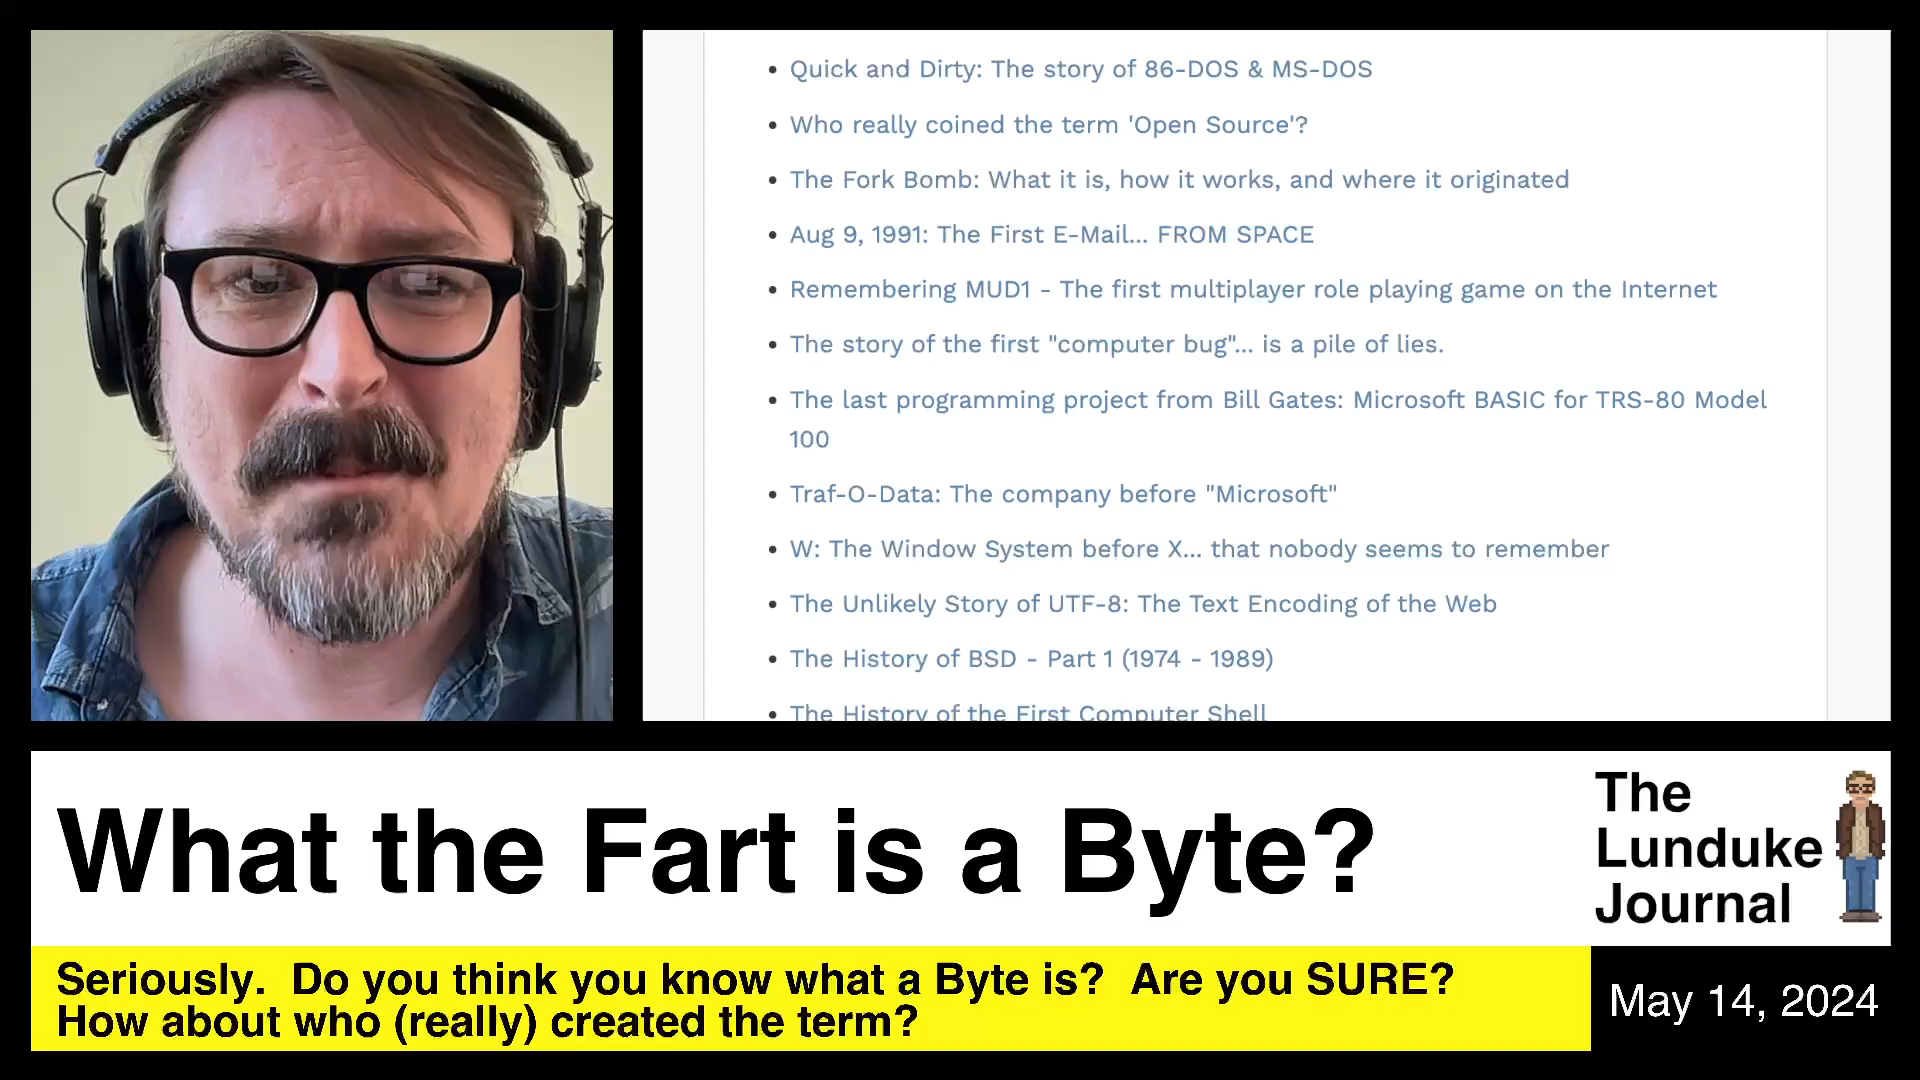 Quick and Dirty: The story of 86-DOS & MS-DOS
Who really coined the term 'Open Source'?
The Fork Bomb: What it is, how it works, and where it originated
Aug 9, 1991: The First E-Mail... FROM SPACE
Remembering MUD1 - The first multiplayer role playing game on the Internet
The story of the first "computer bug"... is a pile of lies.
The last programming project from Bill Gates: Microsoft BASIC for TRS-80 Model
100
Traf-O-Data: The company before "Microsoft"
W: The Window System before X... that nobody seems to remember
The Unlikely Story of UTF-8: The Text Encoding of the Web
The History of BSD - Part 1 (1974 - 1989)
The History of the First Computer Shell
What the Fart is a Byte?
The
Lunduke
Journal
Seriously.  Do you think you know what a Byte is?  Are you SURE?
How about who (really) created the term?
May 14, 2024